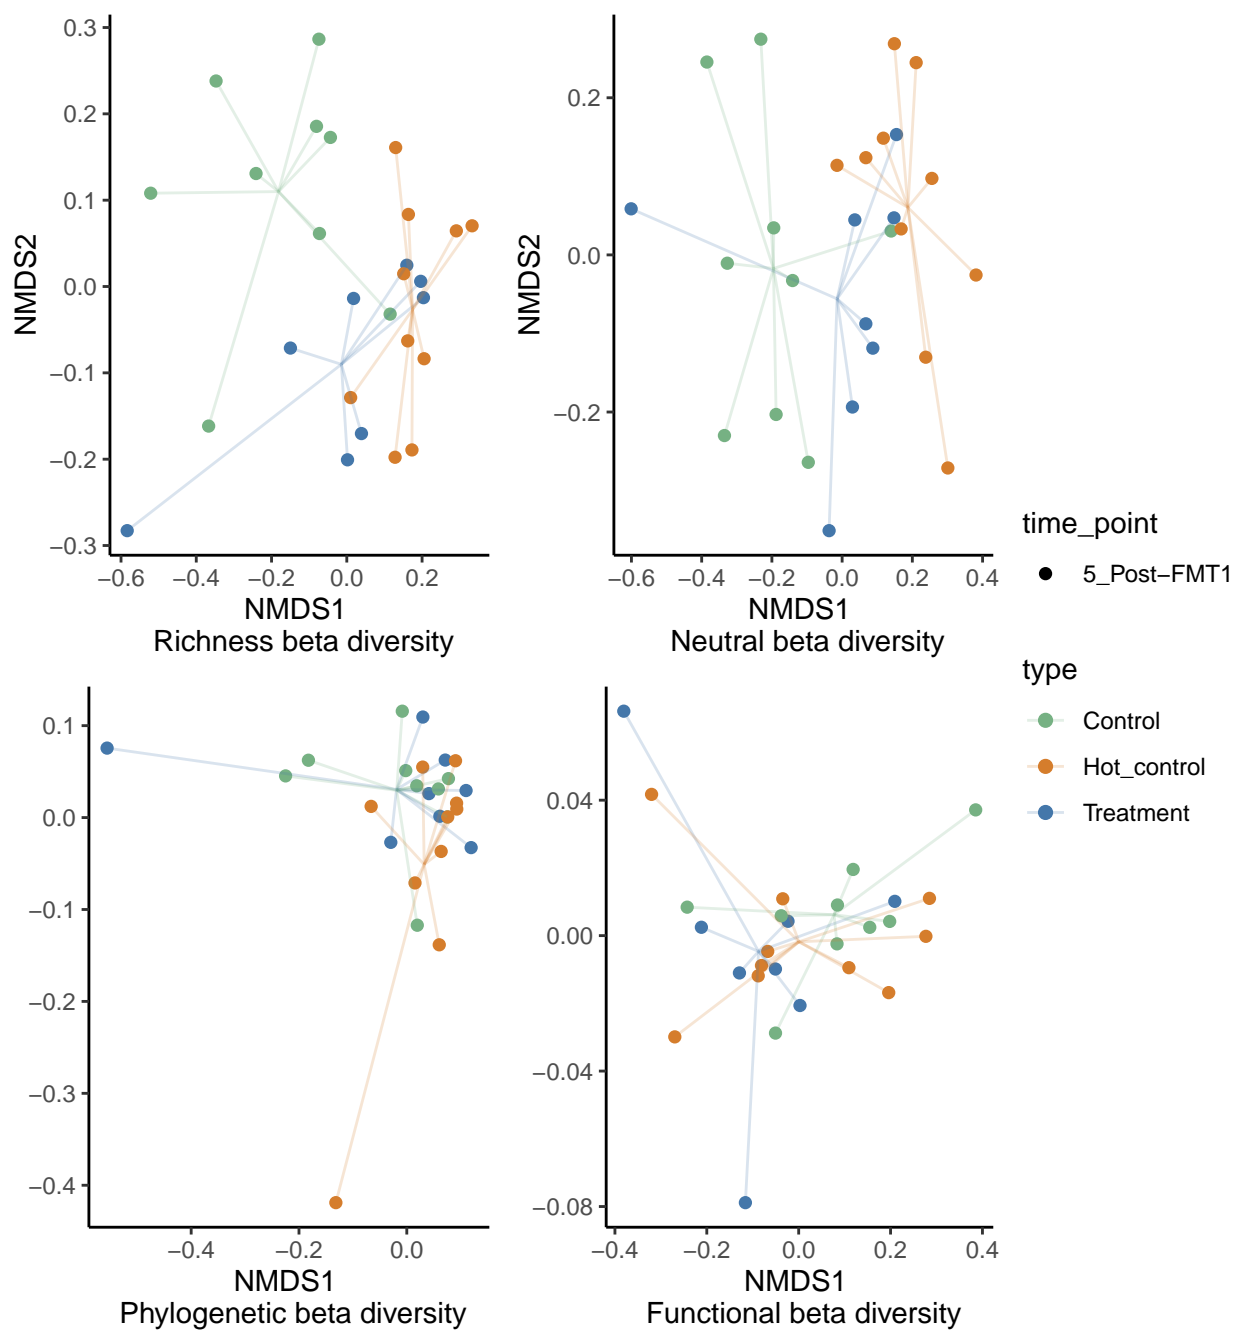 0.3
0.2
0.1
0.0
−0.1
−0.2
−0.3
NMDS2
−0.6 −0.4 −0.2 0.0 0.2
NMDS1
Richness beta diversity
0.2
0.0
−0.2
NMDS2
−0.6 −0.4 −0.2 0.0 0.2 0.4
NMDS1
Neutral beta diversity
time_point
5_Post−FMT1
type
Control
Hot_control
Treatment
0.1
0.0
−0.1
−0.2
−0.3
−0.4
−0.4 −0.2 0.0
NMDS1
Phylogenetic beta diversity
0.04
0.00
−0.04
−0.08
−0.4 −0.2 0.0 0.2 0.4
NMDS1
Functional beta diversity